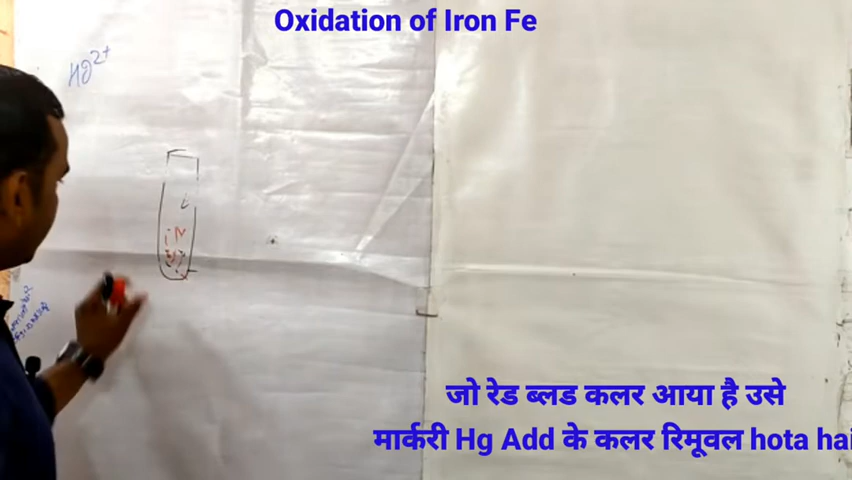 Oxidation of Iron Fe
Hg2+
जो रेड ब्लड कलर आया है उसे
मार्करी Hg Add के कलर रिमूवल hota hai